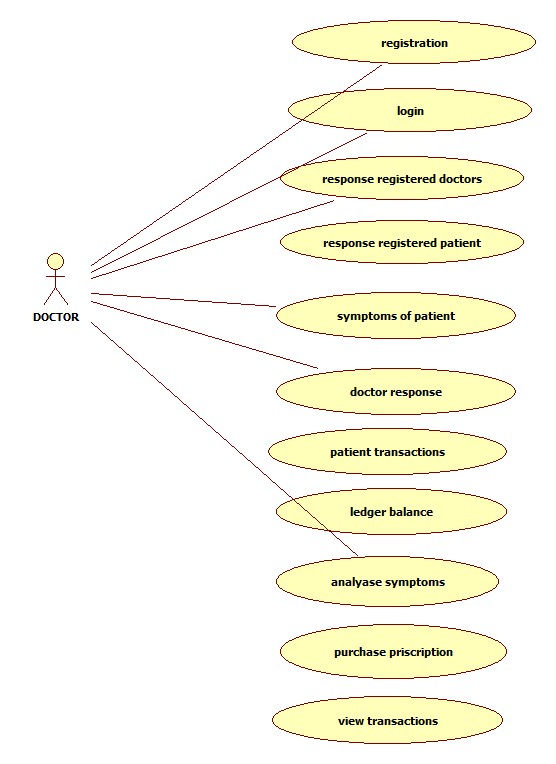 registration
login
response registered doctors
response registered patient
DOCTOR
symptoms of patient
doctor response
patient transactions
ledger balance
analyase symptoms
purchase priscription
view transactions